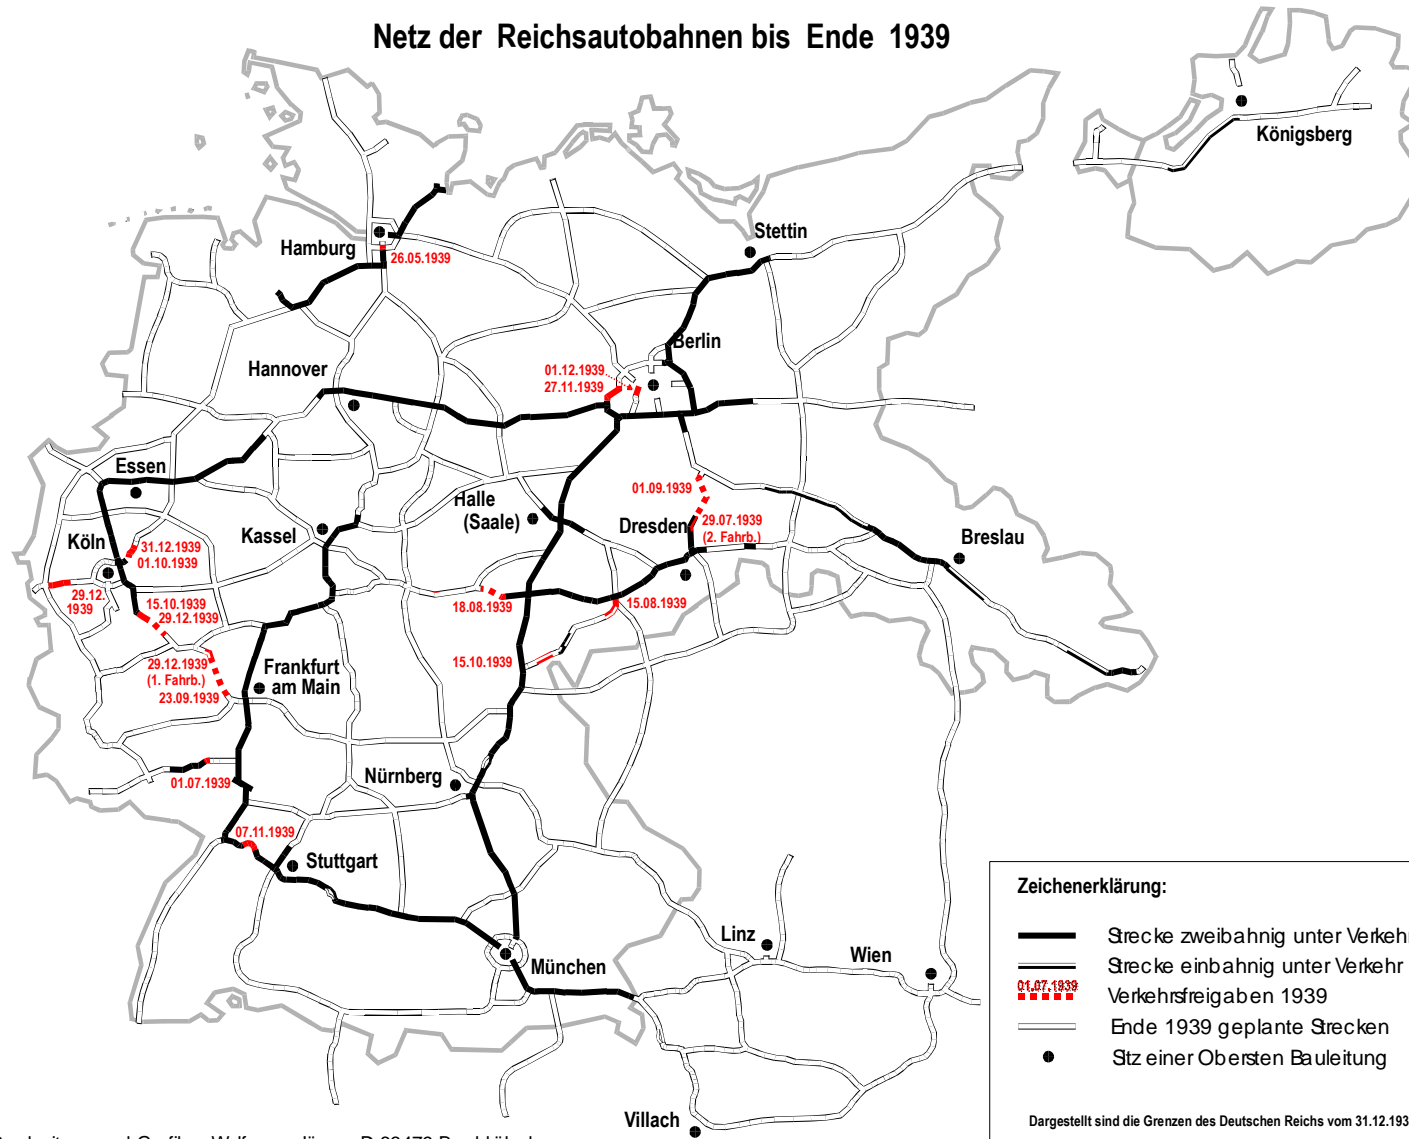 Netz der Reichsautobahnen bis Ende 1939
Königsberg
Stettin
Hamburg
26.05.1939
Berlin
Hannover
01.12.1939
27.11.1939
Essen
Halle
(Saale)
01.09.1939
Dresden
29.07.1939
(2. Fahrb.)
Kassel
Köln
31.12.1939
01.10.1939
Breslau
29.12.
1939
15.10.1939
29.12.1939
18.08.1939
15.08.1939
29.12.1939
(1. Fahrb.)
23.09.1939
Frankfurt
am Main
15.10.1939
01.07.1939
Nürnberg
07.11.1939
Stuttgart
München
Linz
Wien
Villach
Zeichenerklärung:
Strecke zweibahnig unter Verkehr
Strecke einbahnig unter Verkehr
01.07.1939
Verkehrsfreigaben 1939
Ende 1939 geplante Strecken
Sitz einer Obersten Bauleitung
Dargestellt sind die Grenzen des Deutschen Reichs vom 31.12.193